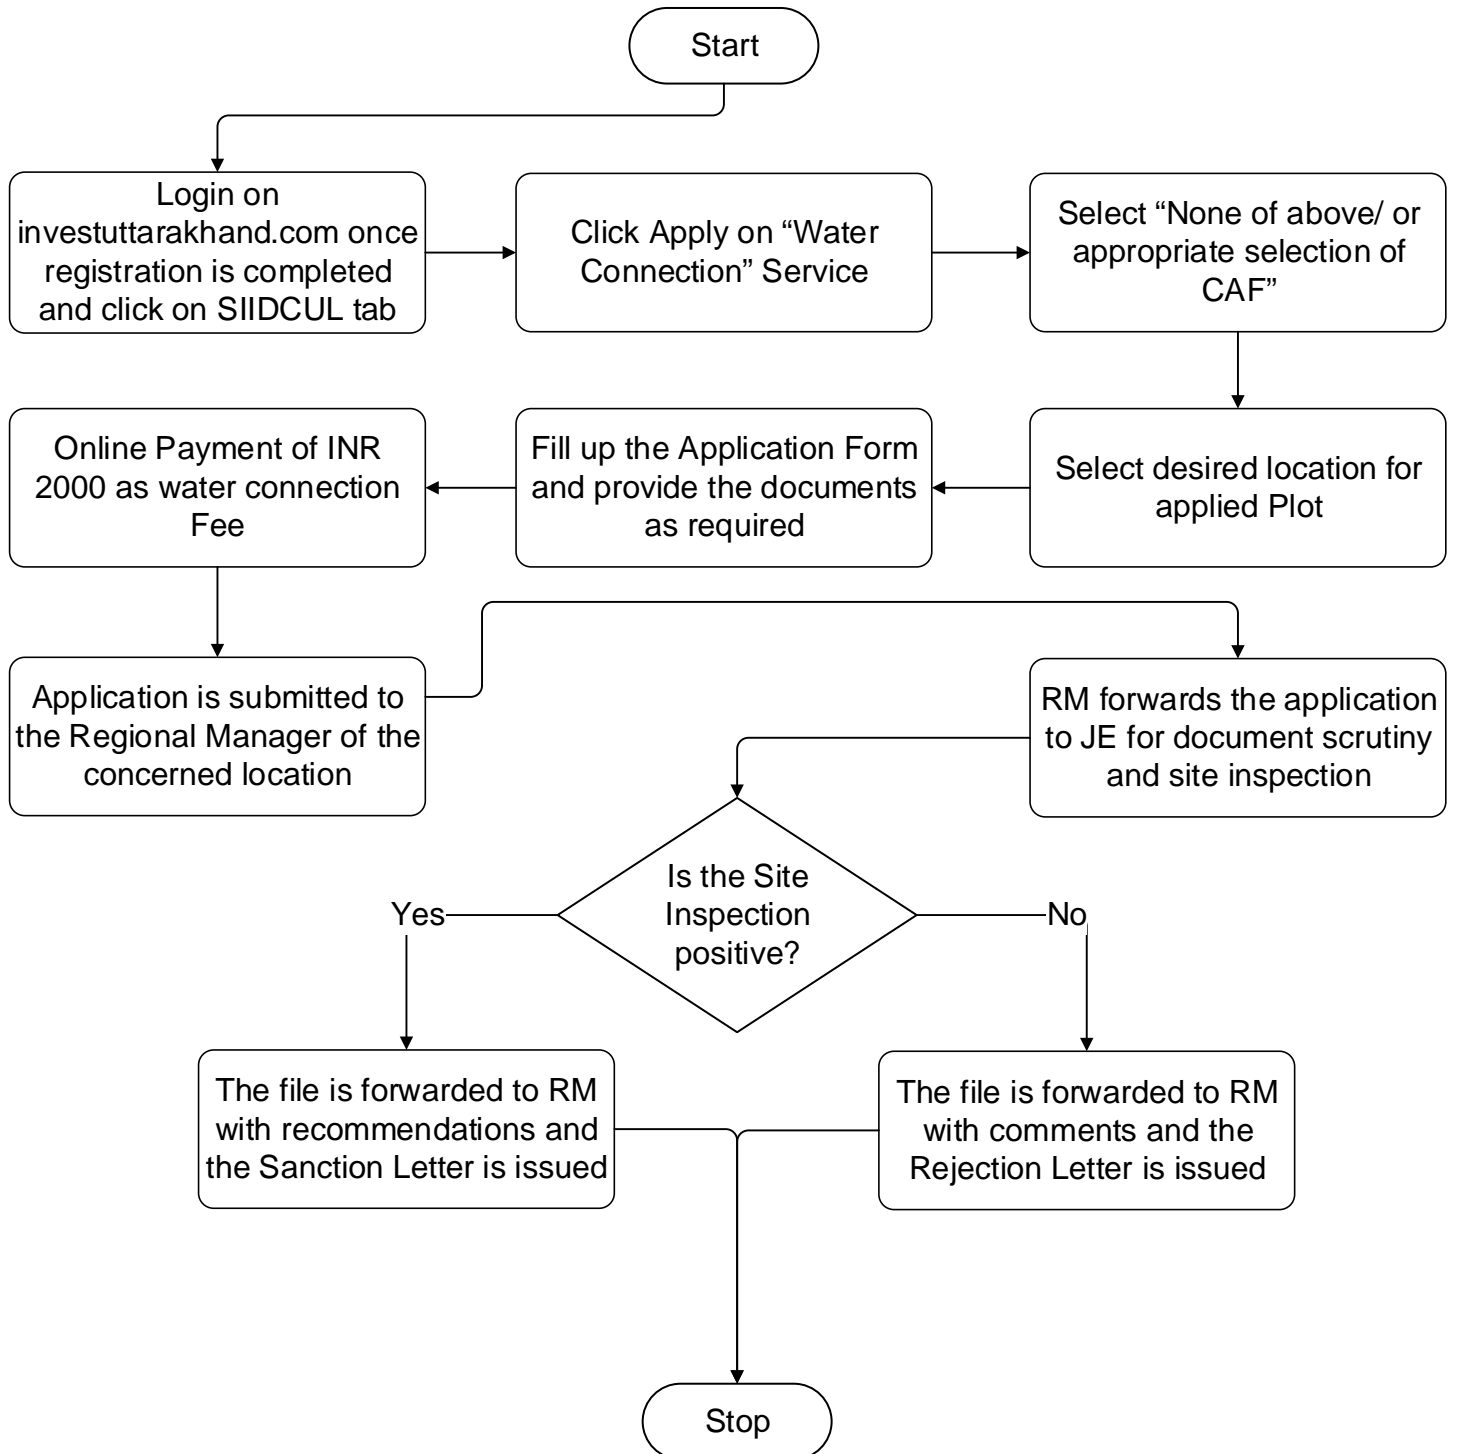 Start
Login on
investuttarakhand.com once
registration is completed
and click on SIIDCUL tab
Click Apply on “Water
Connection” Service
Select “None of above/ or
appropriate selection of
CAF”
Select desired location for
applied Plot
Fill up the Application Form
and provide the documents
as required
Online Payment of INR
2000 as water connection
Fee
Application is submitted to
the Regional Manager of the
concerned location
RM forwards the application
to JE for document scrutiny
and site inspection
Is the Site
Inspection
positive?
Yes
No
The file is forwarded to RM
with recommendations and
the Sanction Letter is issued
The file is forwarded to RM
with comments and the
Rejection Letter is issued
Stop